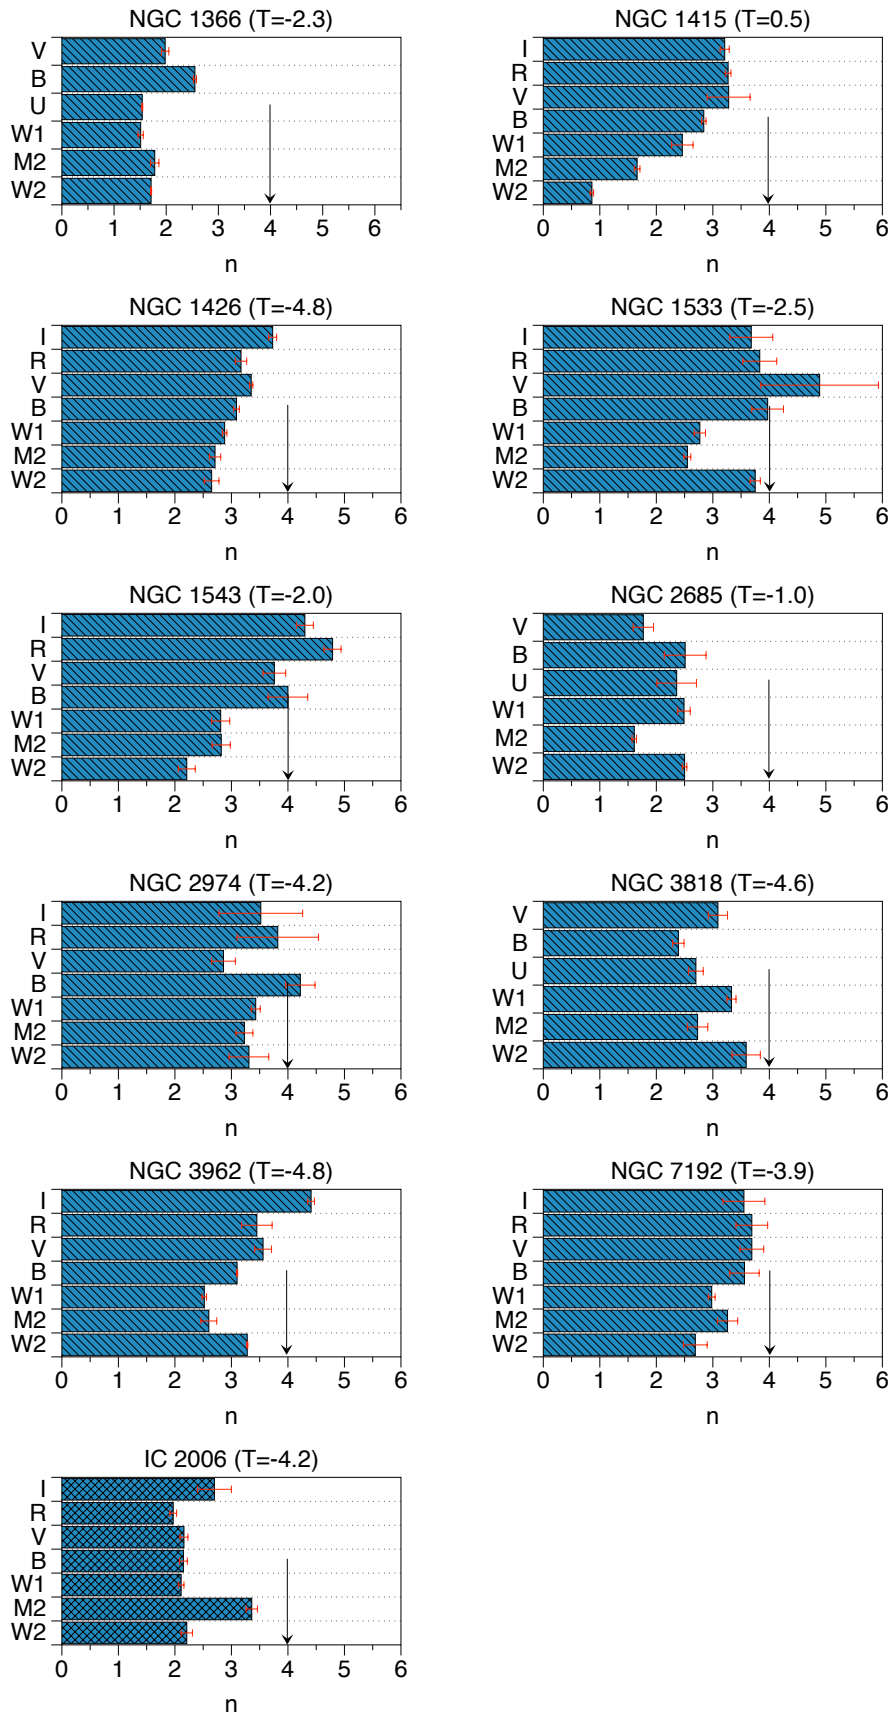 NGC 1366 (T=-2.3)
V
B
U
W1
M2
W2
0 1 2 3 4 5 6
n
NGC 1415 (T=0.5)
I
R
V
B
W1
M2
W2
0 1 2 3 4 5 6
n
NGC 1426 (T=-4.8)
I
R
V
B
W1
M2
W2
0 1 2 3 4 5 6
n
NGC 1533 (T=-2.5)
I
R
V
B
W1
M2
W2
0 1 2 3 4 5 6
n
NGC 1543 (T=-2.0)
I
R
V
B
W1
M2
W2
0 1 2 3 4 5 6
n
NGC 2685 (T=-1.0)
V
B
U
W1
M2
W2
0 1 2 3 4 5 6
n
NGC 2974 (T=-4.2)
I
R
V
B
W1
M2
W2
0 1 2 3 4 5 6
n
NGC 3818 (T=-4.6)
V
B
U
W1
M2
W2
0 1 2 3 4 5 6
n
NGC 3962 (T=-4.8)
I
R
V
B
W1
M2
W2
0 1 2 3 4 5 6
n
NGC 7192 (T=-3.9)
I
R
V
B
W1
M2
W2
0 1 2 3 4 5 6
n
IC 2006 (T=-4.2)
I
R
V
B
W1
M2
W2
0 1 2 3 4 5 6
n